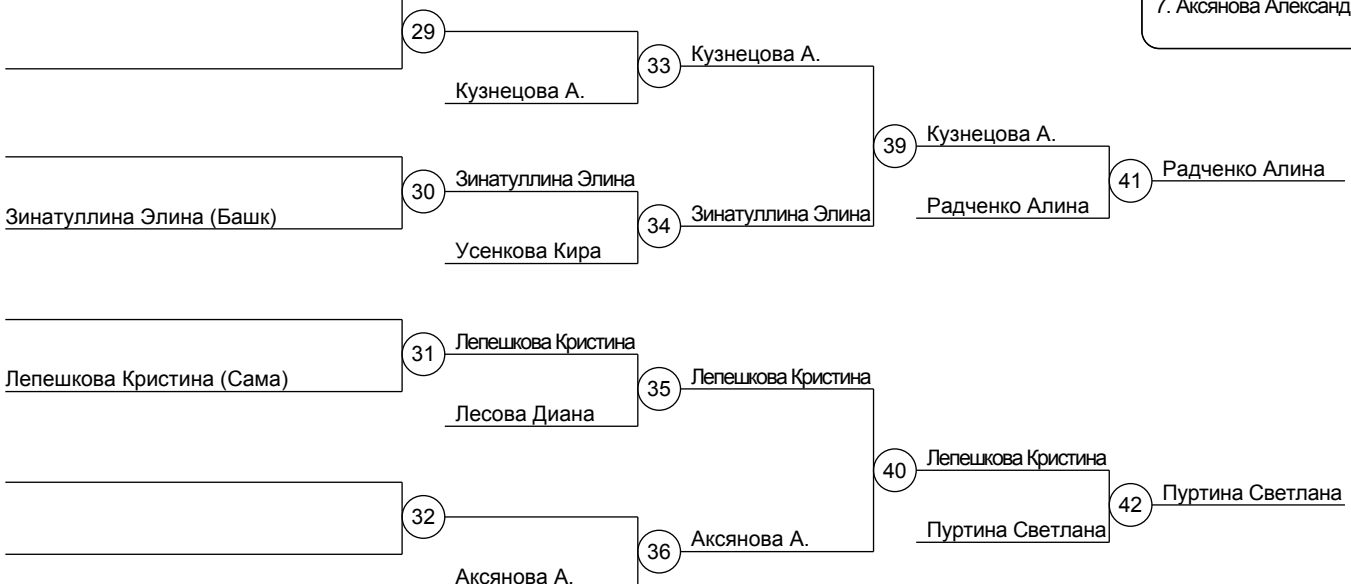 7. Аксянова Александ
29
33
Кузнецова А.
Кузнецова А.
39
Кузнецова А.
30
Зинатуллина Элина
41
Радченко Алина
Зинатуллина Элина (Башк)
34
Зинатуллина Элина
Радченко Алина
Усенкова Кира
31
Лепешкова Кристина
Лепешкова Кристина (Сама)
35
Лепешкова Кристина
Лесова Диана
40
Лепешкова Кристина
32
42
Пуртина Светлана
36
Аксянова А.
Пуртина Светлана
Аксянова А.